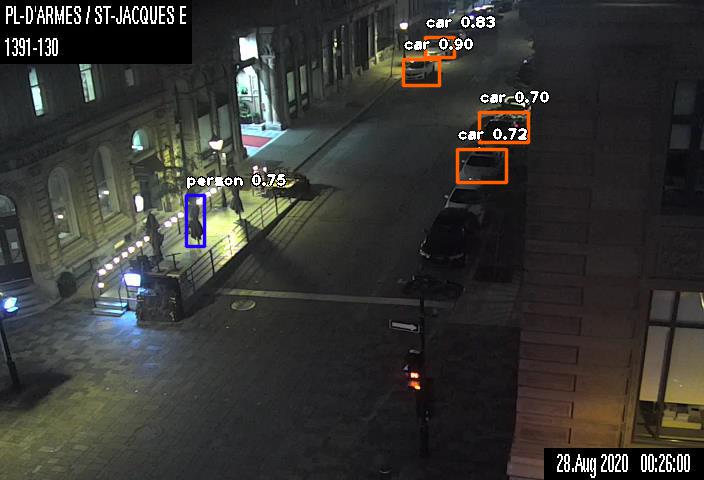 PL-D'ARMES / ST-JACQUES E
1391-130
car 0.83
car 0.90
car 0.70
car 0.72
person 0.75
28.Aug 2020 00:26:00